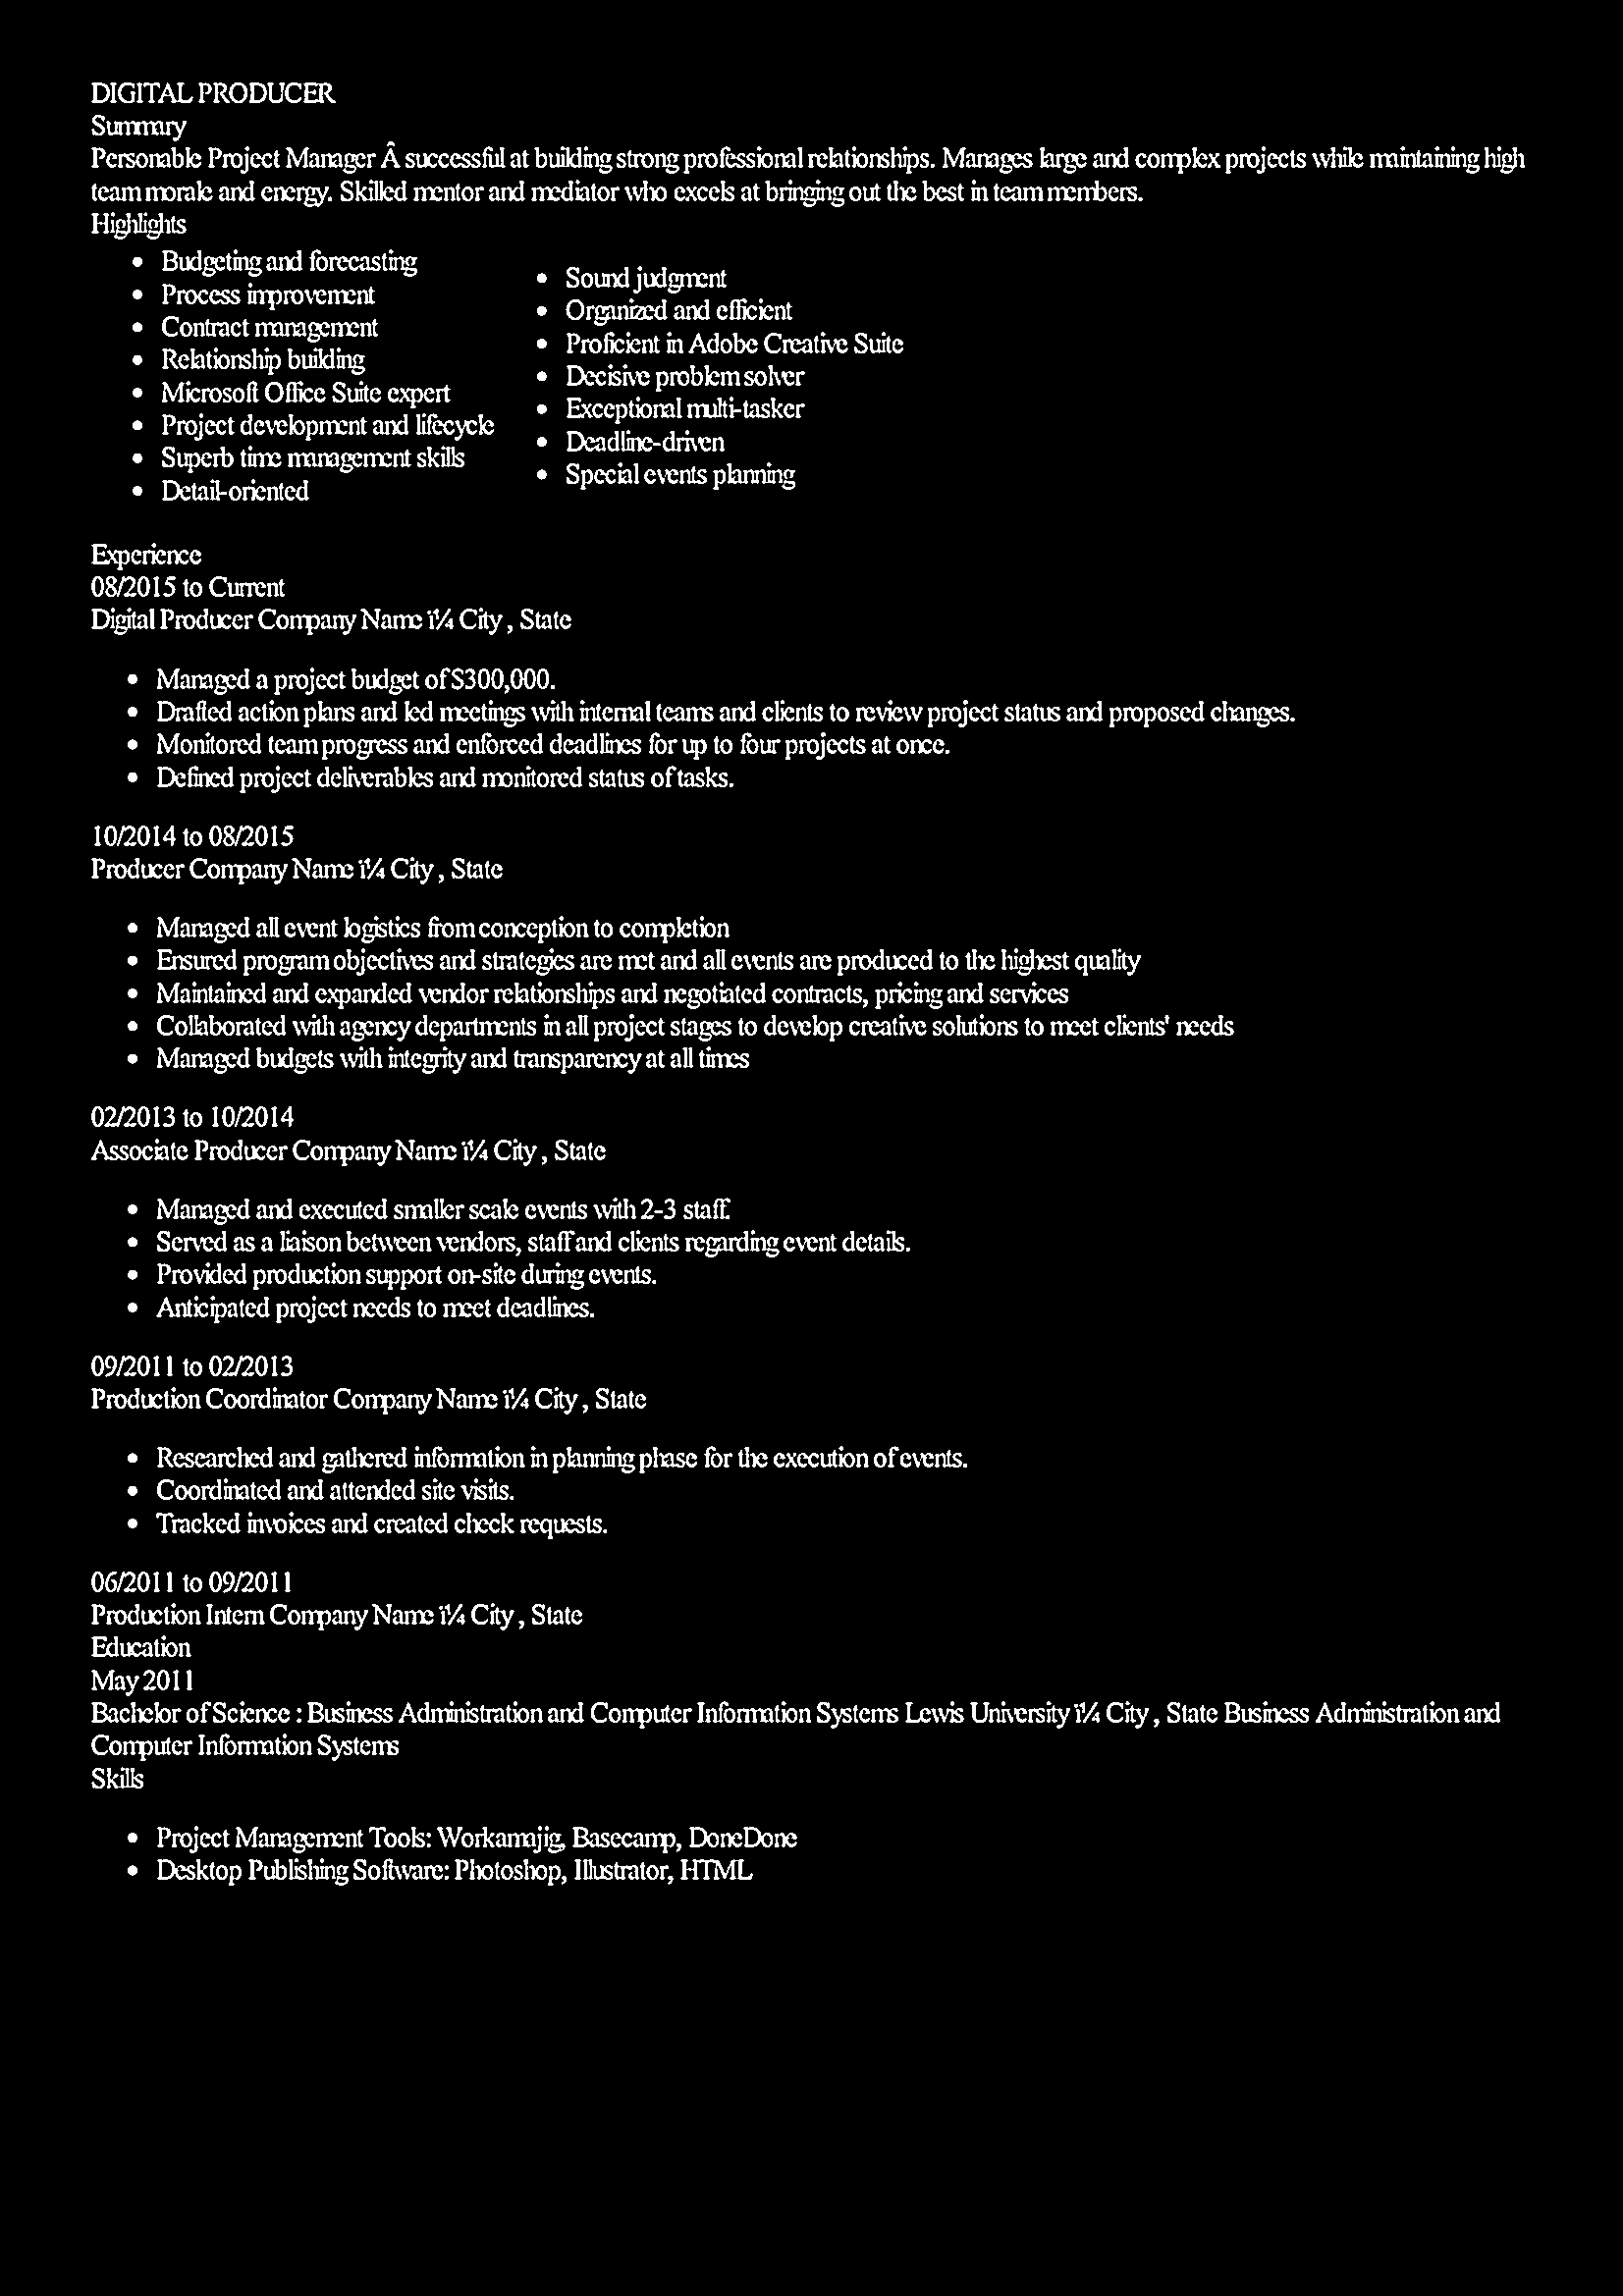 DIGITAL PRODUCER
Summary
Personable Project Manager Â successful at building strong professional relationships. Manages large and complex projects while maintaining high
team morale and energy. Skilled mentor and mediator who excels at bringing out the best in team members.
Highlights
• Budgeting and forecasting
• Process improvement
• Contract management
• Relationship building
• Microsoft Office Suite expert
• Project development and lifecycle
• Superb time management skills
• Detail-oriented
• Sound judgment
• Organized and efficient
• Proficient in Adobe Creative Suite
• Decisive problem solver
• Exceptional multi-tasker
• Deadline-driven
• Special events planning
Experience
08/2015 to Current
Digital Producer Company Name ï¼ City , State
• Managed a project budget of $300,000.
• Drafted action plans and led meetings with internal teams and clients to review project status and proposed changes.
• Monitored team progress and enforced deadlines for up to four projects at once.
• Defined project deliverables and monitored status of tasks.
10/2014 to 08/2015
Producer Company Name ï¼ City , State
• Managed all event logistics from conception to completion
• Ensured program objectives and strategies are met and all events are produced to the highest quality
• Maintained and expanded vendor relationships and negotiated contracts, pricing and services
• Collaborated with agency departments in all project stages to develop creative solutions to meet clients' needs
• Managed budgets with integrity and transparency at all times
02/2013 to 10/2014
Associate Producer Company Name ï¼ City , State
• Managed and executed smaller scale events with 2-3 staff.
• Served as a liaison between vendors, staff and clients regarding event details.
• Provided production support on-site during events.
• Anticipated project needs to meet deadlines.
09/2011 to 02/2013
Production Coordinator Company Name ï¼ City , State
• Researched and gathered information in planning phase for the execution of events.
• Coordinated and attended site visits.
• Tracked invoices and created check requests.
06/2011 to 09/2011
Production Intern Company Name ï¼ City , State
Education
May 2011
Bachelor of Science : Business Administration and Computer Information Systems Lewis University ï¼ City , State Business Administration and
Computer Information Systems
Skills
• Project Management Tools: Workamajig, Basecamp, DoneDone
• Desktop Publishing Software: Photoshop, Illustrator, HTML